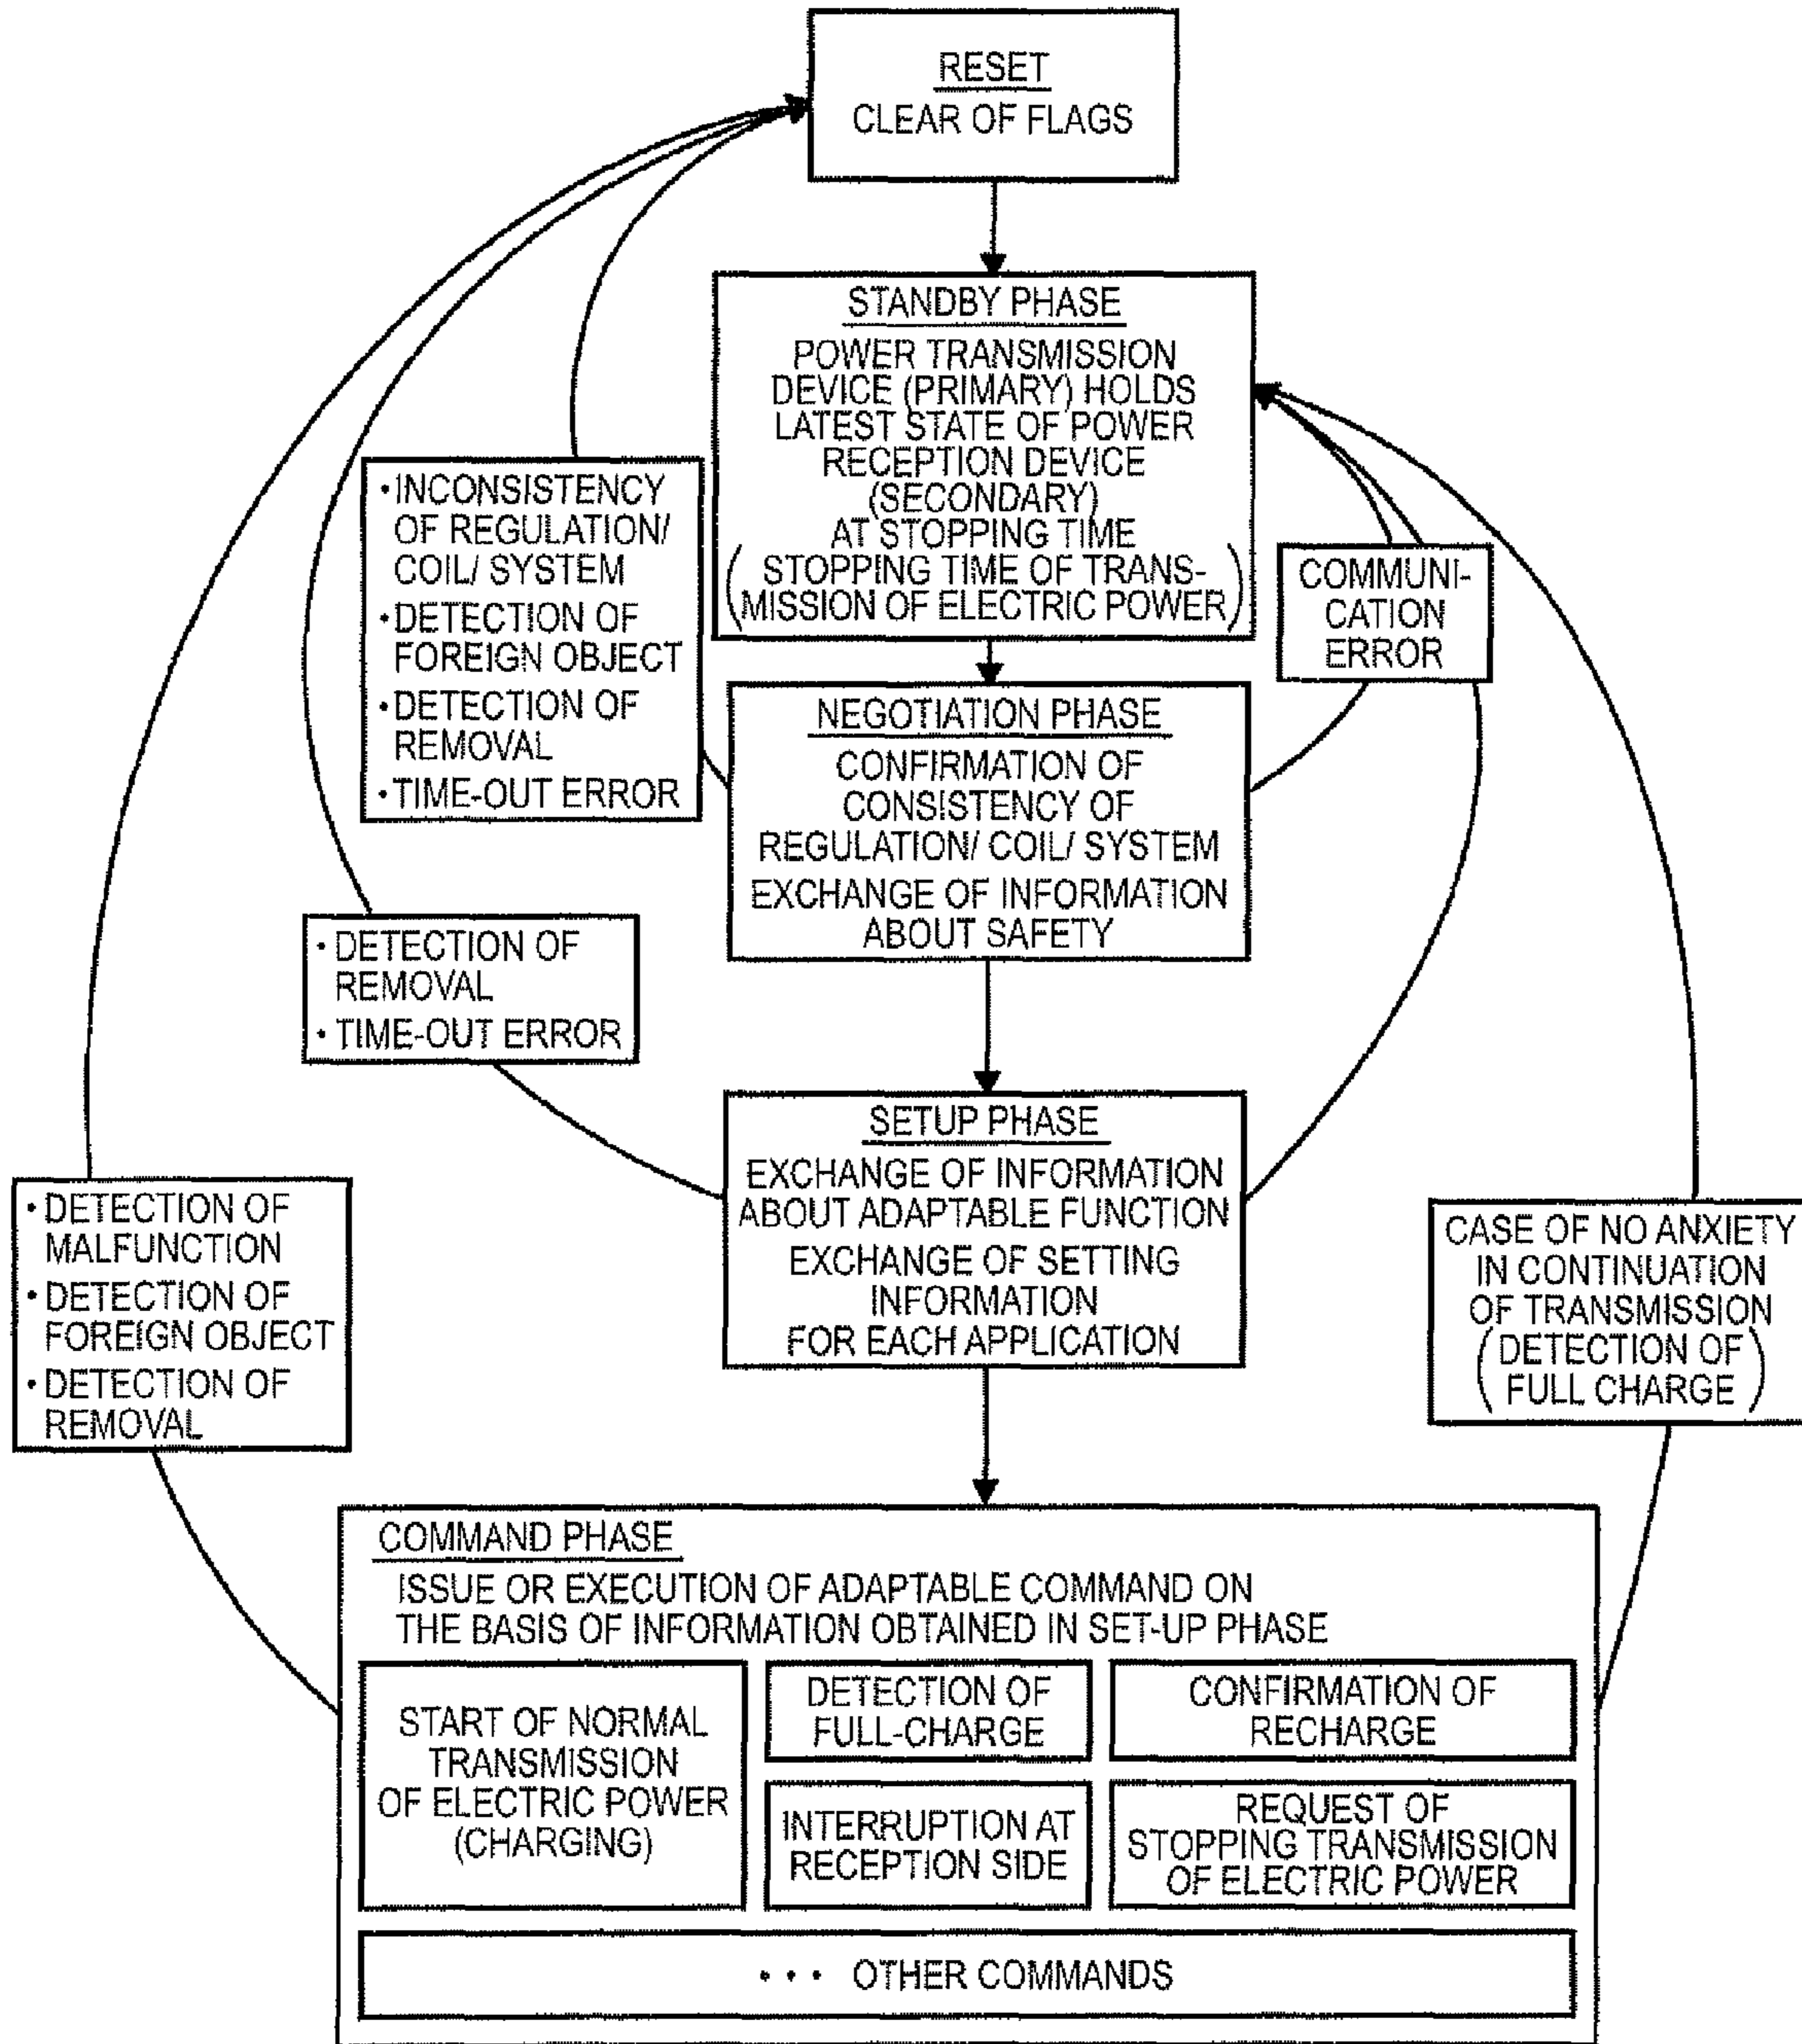 RESET
CLEAR OF FLAGS
STANDBY PHASE
POWER TRANSMISSION
DEVICE (PRIMARY) HOLDS
LATEST STATE OF POWER
RECEPTION DEVICE
(SECONDARY)
AT STOPPING TIME
(STOPPING TIME OF TRANS-
MISSION OF ELECTRIC POWER)
• INCONSISTENCY
OF REGULATION/
COIL/ SYSTEM
• DETECTION OF
FOREIGN OBJECT
• DETECTION OF
REMOVAL
• TIME-OUT ERROR
COMMUNI-
CATION
ERROR
NEGOTIATION PHASE
CONFIRMATION OF
CONSISTENCY OF
REGULATION/ COIL/ SYSTEM
EXCHANGE OF INFORMATION
ABOUT SAFETY
• DETECTION OF
REMOVAL
• TIME-OUT ERROR
SETUP PHASE
EXCHANGE OF INFORMATION
ABOUT ADAPTABLE FUNCTION
EXCHANGE OF SETTING
INFORMATION
FOR EACH APPLICATION
• DETECTION OF
MALFUNCTION
• DETECTION OF
FOREIGN OBJECT
• DETECTION OF
REMOVAL
CASE OF NO ANXIETY
IN CONTINUATION
OF TRANSMISSION
(DETECTION OF
FULL CHARGE)
COMMAND PHASE
ISSUE OR EXECUTION OF ADAPTABLE COMMAND ON
THE BASIS OF INFORMATION OBTAINED IN SET-UP PHASE
START OF NORMAL
TRANSMISSION
OF ELECTRIC POWER
(CHARGING)
DETECTION OF
FULL-CHARGE
CONFIRMATION OF
RECHARGE
INTERRUPTION AT
RECEPTION SIDE
REQUEST OF
STOPPING TRANSMISSION
OF ELECTRIC POWER
• • • OTHER COMMANDS